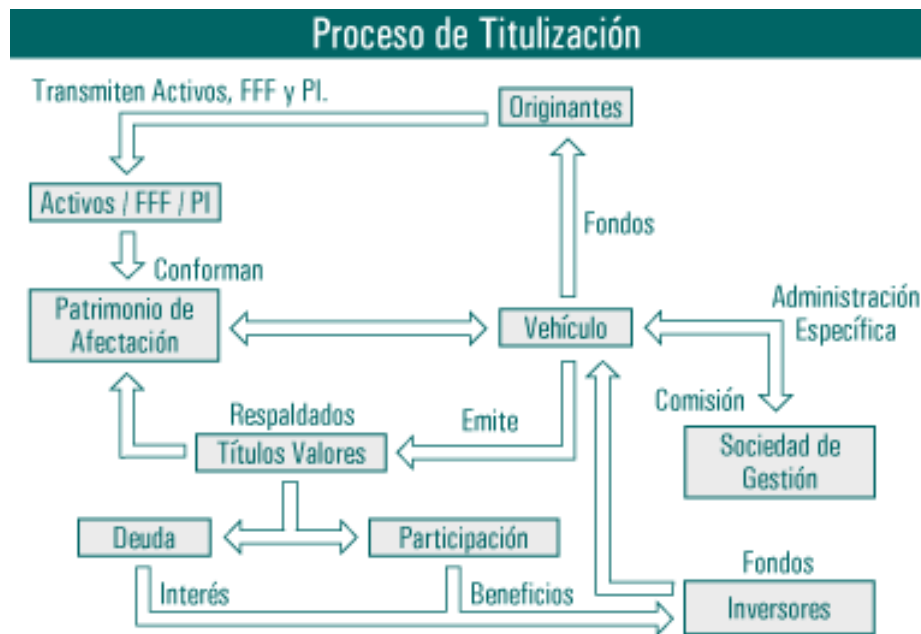 Proceso de Titulización
Transmiten Activos, FFF y PI.
Originantes
Activos / FFF / PI
Fondos
Conforman
Patrimonio de
Afectación
Vehículo
Administración
Específica
Respaldados
Emite
Comisión
Títulos Valores
Sociedad de
Gestión
Deuda
Participación
Fondos
Interés
Beneficios
Inversores